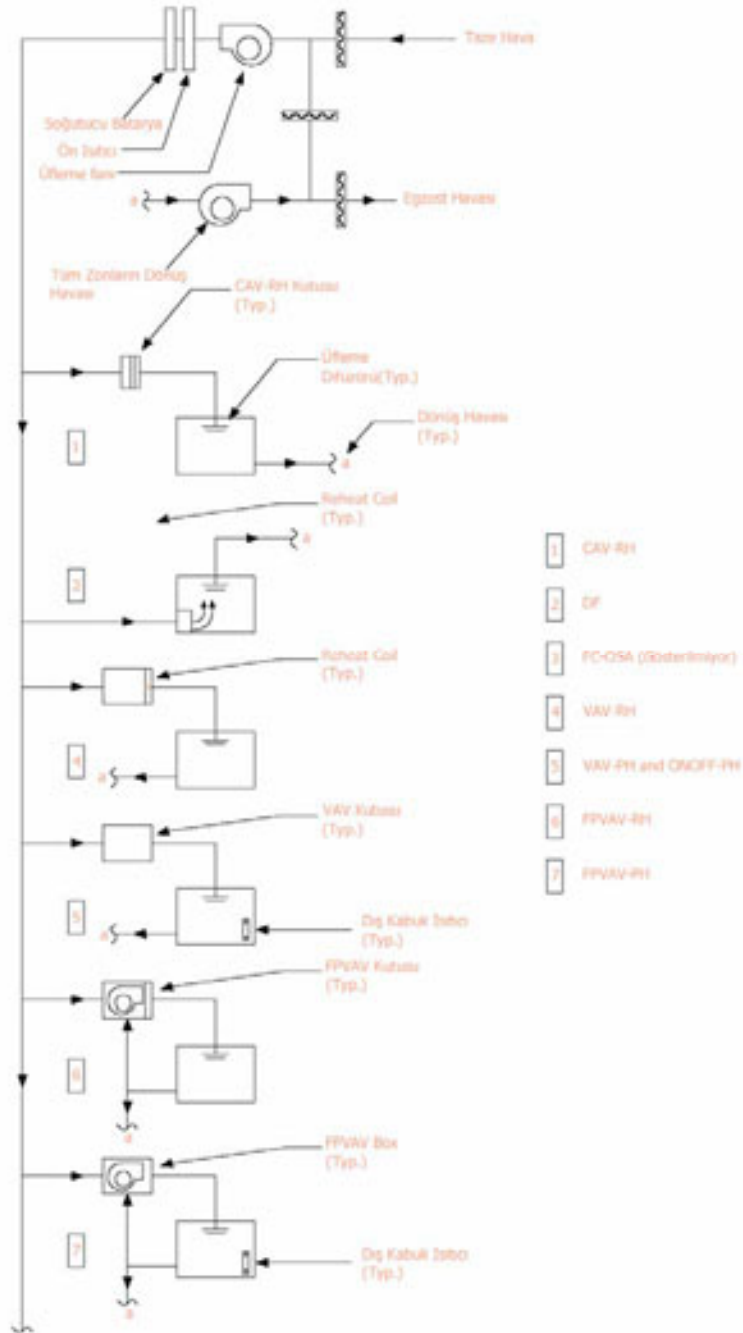 Taze Hava
Soğutucu Batarya
Ön Isıtıcı
Üfleme fanı
a
Egzost Havası
Tüm Zonların Dönüş
Havası
CAV-RH Kutusu
(Typ.)
Üfleme
Difüzörü(Typ.)
Dönüş Havası
(Typ.)
1
a
Reheat Coil
(Typ.)
a
1 CAV-RH
2 DF
3 FC-OSA (Gösterilmiyor)
4 VAV-RH
5 VAV-PH and ONOFF-PH
6 FPVAV-RH
7 FPVAV-PH
Reheat Coil
(Typ.)
4
a
VAV Kutusu
(Typ.)
5
a
Dış Kabuk Isıtıcı
(Typ.)
FPVAV Kutusu
(Typ.)
6
a
FPVAV Box
(Typ.)
7
Dış Kabuk Isıtıcı
(Typ.)
a